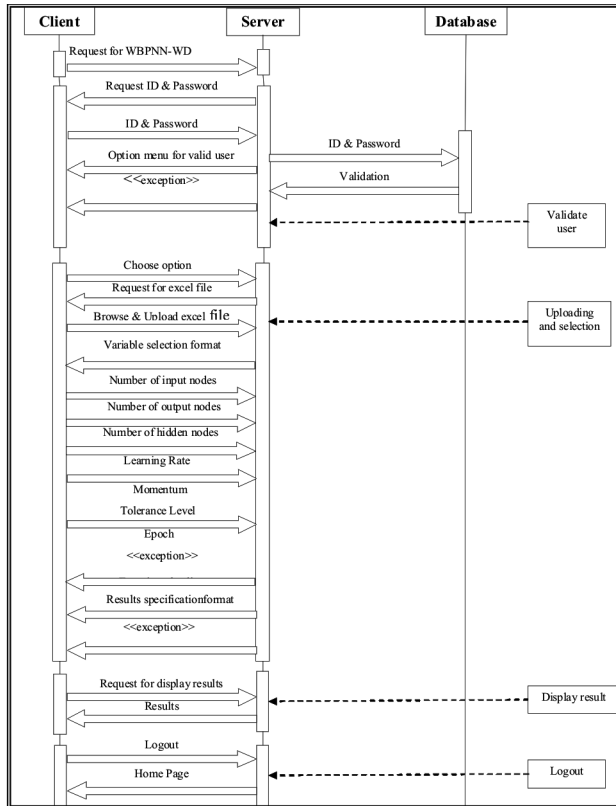 Client
Server
Database
Request for WBPNN-WD
Request ID & Password
ID & Password
ID & Password
Option menu for valid user
<<exception>>
Validation
Validate
user
Choose option
Request for excel file
Browse & Upload excel file
Uploading
and selection
Variable selection format
Number of input nodes
Number of output nodes
Number of hidden nodes
Learning Rate
Momentum
Tolerance Level
Epoch
<<exception>>
Results specificationformat
<<exception>>
Request for display results
Results
Display result
Logout
Home Page
Logout